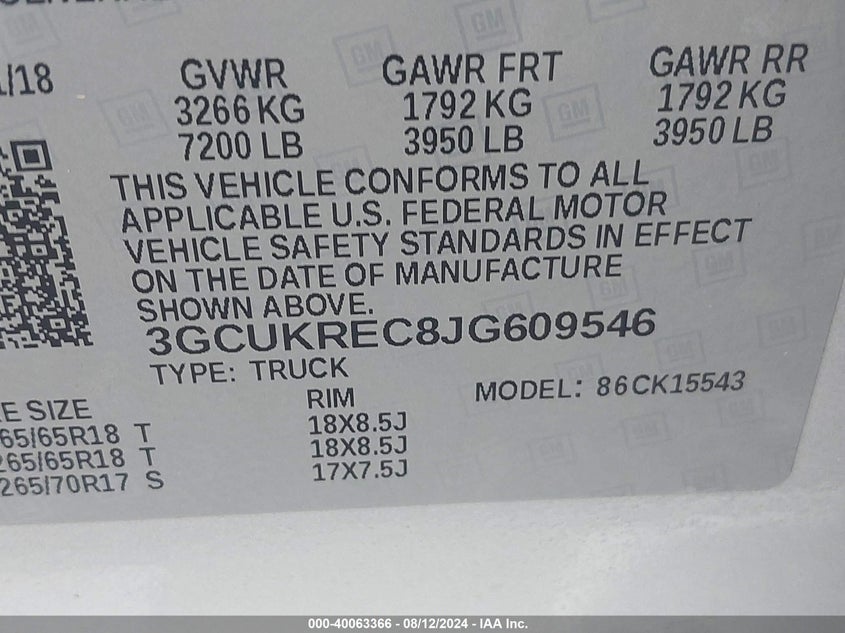 /18
GVWR GAWR FRT GAWR RR
3266 KG 1792 KG 1792 KG
7200 LB 3950 LB 3950 LB
THIS VEHICLE CONFORMS TO ALL
APPLICABLE U.S. FEDERAL MOTOR
VEHICLE SAFETY STANDARDS IN EFFECT
ON THE DATE OF MANUFACTURE
SHOWN ABOVE.
3GCUKREC8JG609546
TYPE: TRUCK MODEL: 86CK15543
E SIZE RIM
65/65R18 T 18X8.5J
265/65R18 T 18X8.5J
265/70R17 S 17X7.5J
000-40063366 - 08/12/2024 - IAA Inc.